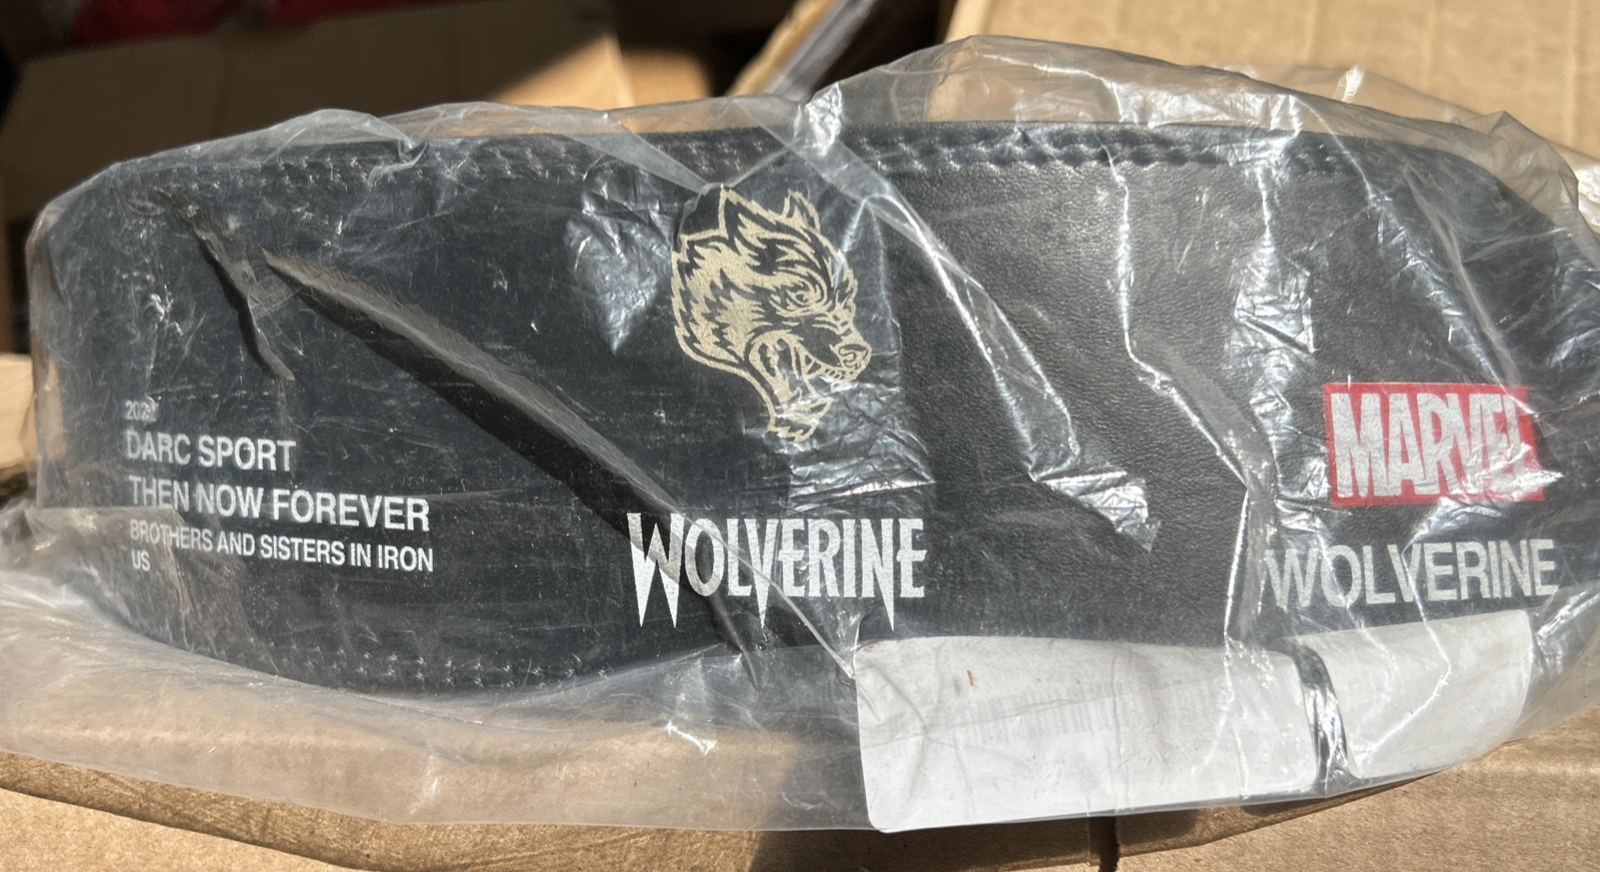 DARC SPORT
THEN NOW FOREVER
BROTHERS AND SISTERS IN IRON
US
WOLVERINE
MARVEL
WOLVERINE